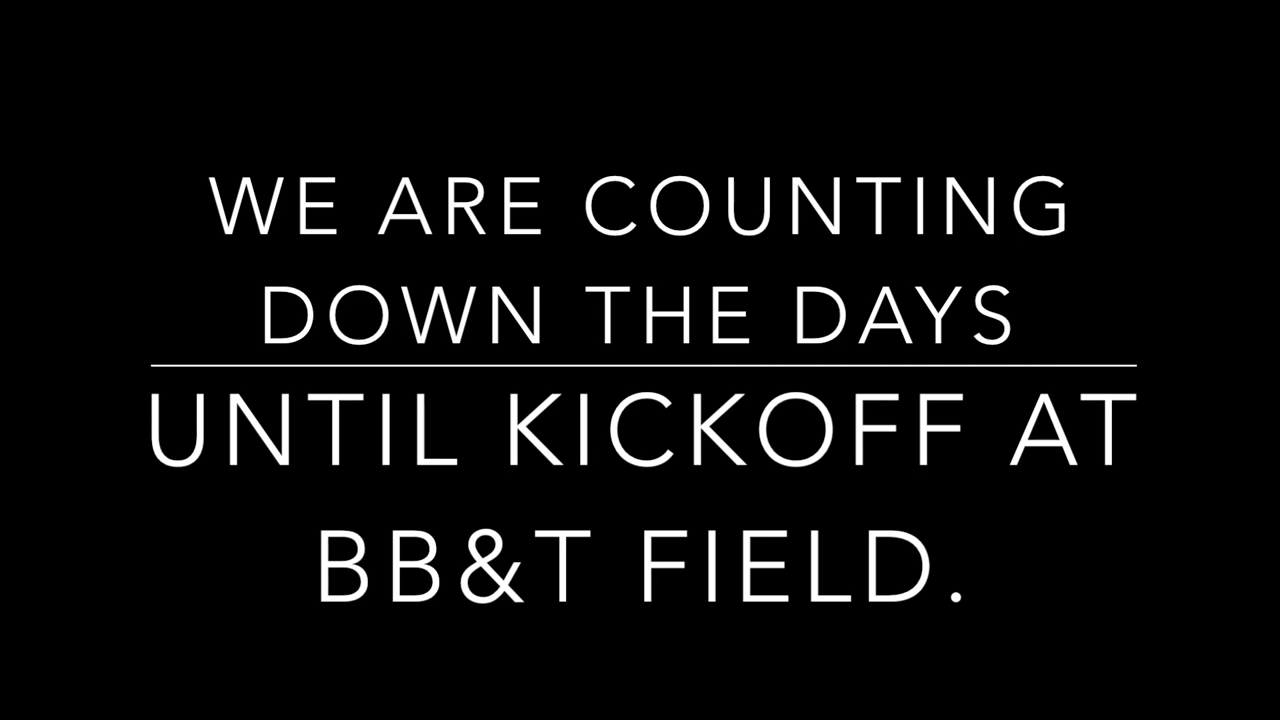 WE ARE COUNTING
DOWN THE DAYS
UNTIL KICKOFF AT
BB&T FIELD.